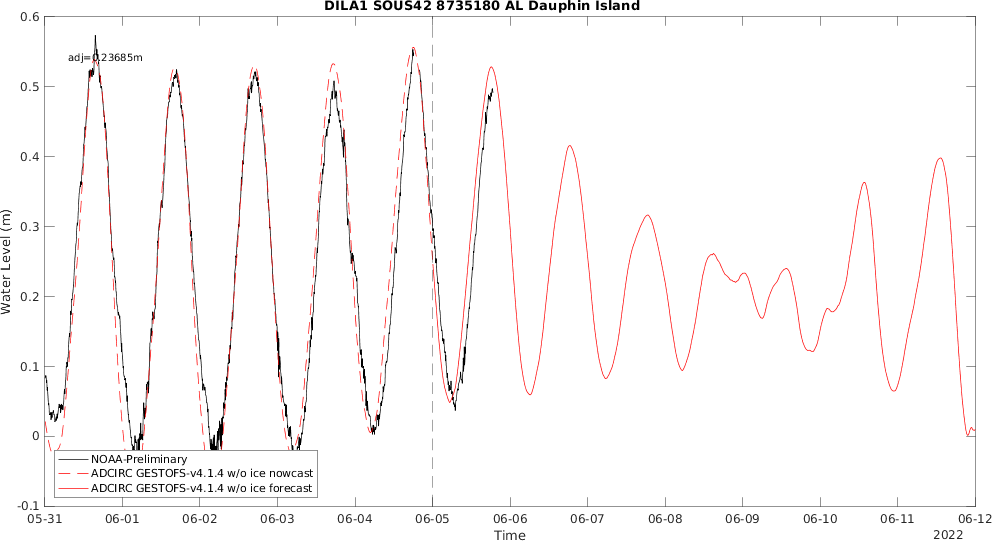 DILA1 SOUS42 8735180 AL Dauphin Island
Water Level (m)
0.6
0.5
0.4
0.3
0.2
0.1
0
-0.1
adj=0.23685m
NOAA-Preliminary
ADCIRC GESTOFS-v4.1.4 w/o ice nowcast
ADCIRC GESTOFS-v4.1.4 w/o ice forecast
05-31 06-01 06-02 06-03 06-04 06-05 06-06 06-07 06-08 06-09 06-10 06-11 06-12
Time
2022